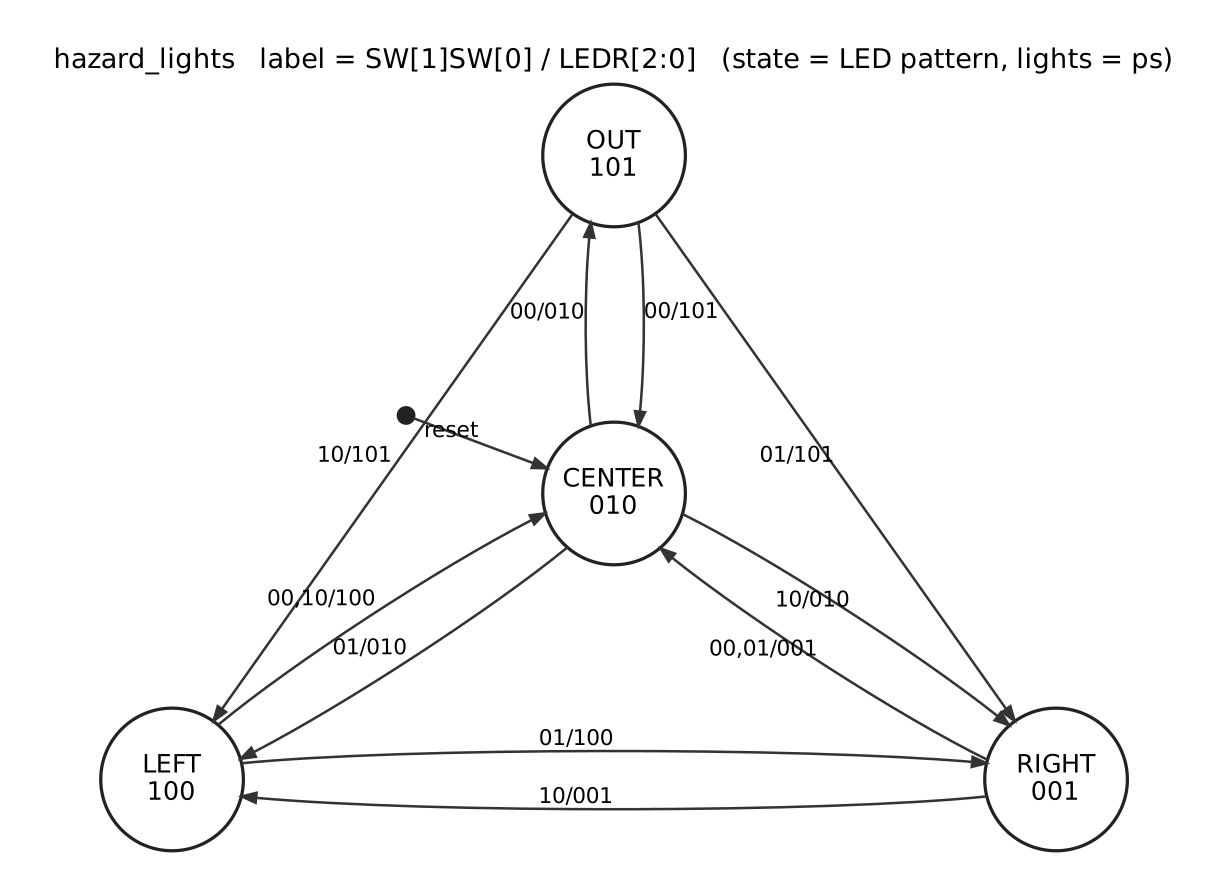 hazard_lights   label = SW[1]SW[0] / LEDR[2:0]   (state = LED pattern, lights = ps)
OUT
101
00/010
00/101
reset
10/101
01/101
CENTER
010
00,10/100
10/010
01/010
00,01/001
01/100
LEFT
100
RIGHT
001
10/001